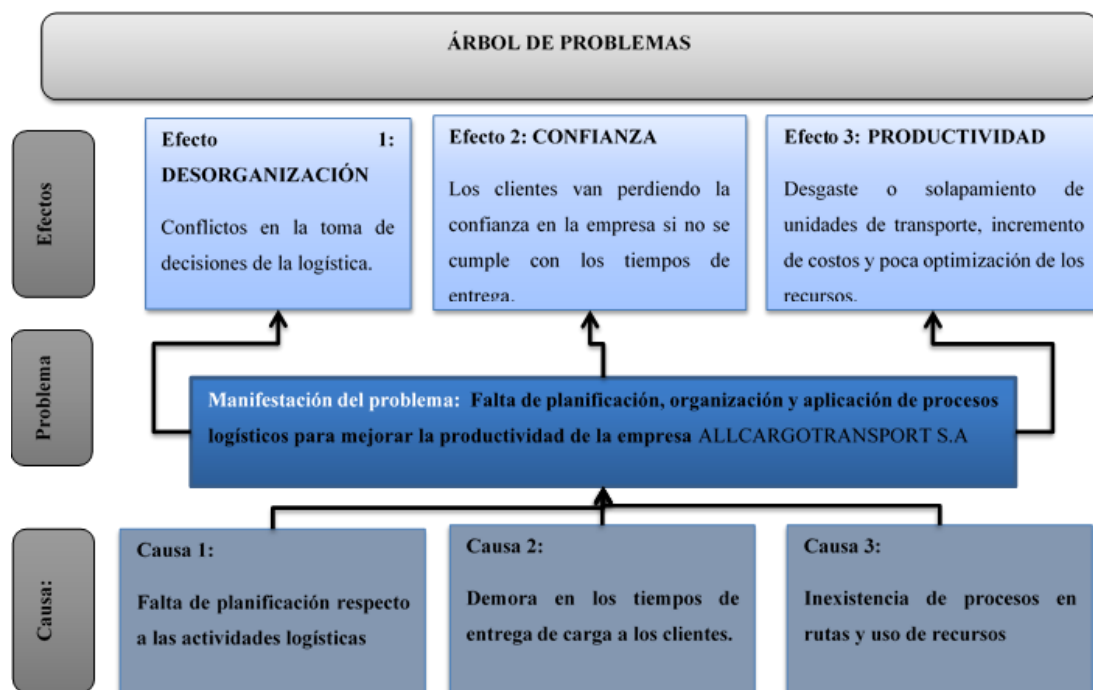 ÁRBOL DE PROBLEMAS
Efectos
Efecto 1:
DESORGANIZACIÓN
Conflictos en la toma de
decisiones de la logística.
Efecto 2: CONFIANZA
Los clientes van perdiendo la
confianza en la empresa si no se
cumple con los tiempos de
entrega.
Efecto 3: PRODUCTIVIDAD
Desgaste o solapamiento de
unidades de transporte, incremento
de costos y poca optimización de los
recursos.
Problema
Manifestación del problema: Falta de planificación, organización y aplicación de procesos
logísticos para mejorar la productividad de la empresa ALLCARGOTRANSPORT S.A
Causa:
Causa 1:
Falta de planificación respecto
a las actividades logísticas
Causa 2:
Demora en los tiempos de
entrega de carga a los clientes.
Causa 3:
Inexistencia de procesos en
rutas y uso de recursos